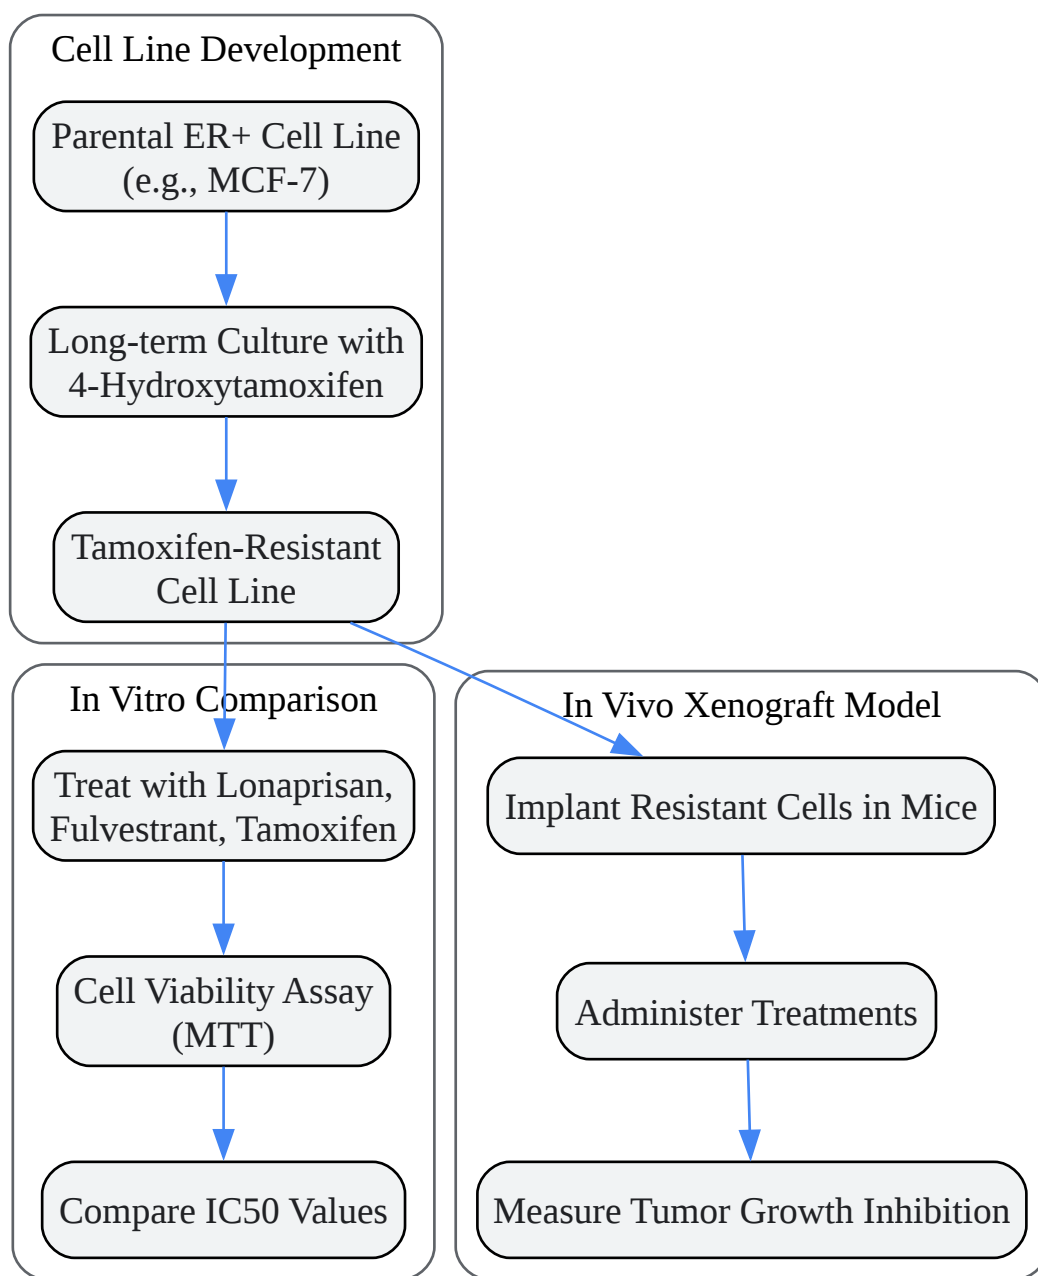 Cell Line Development
Parental ER+ Cell Line
(e.g., MCF-7)
Long-term Culture with
4-Hydroxytamoxifen
Tamoxifen-Resistant
Cell Line
In Vitro Comparison
Treat with Lonaprisan,
Fulvestrant, Tamoxifen
Cell Viability Assay
(MTT)
Compare IC50 Values
In Vivo Xenograft Model
Implant Resistant Cells in Mice
Administer Treatments
Measure Tumor Growth Inhibition